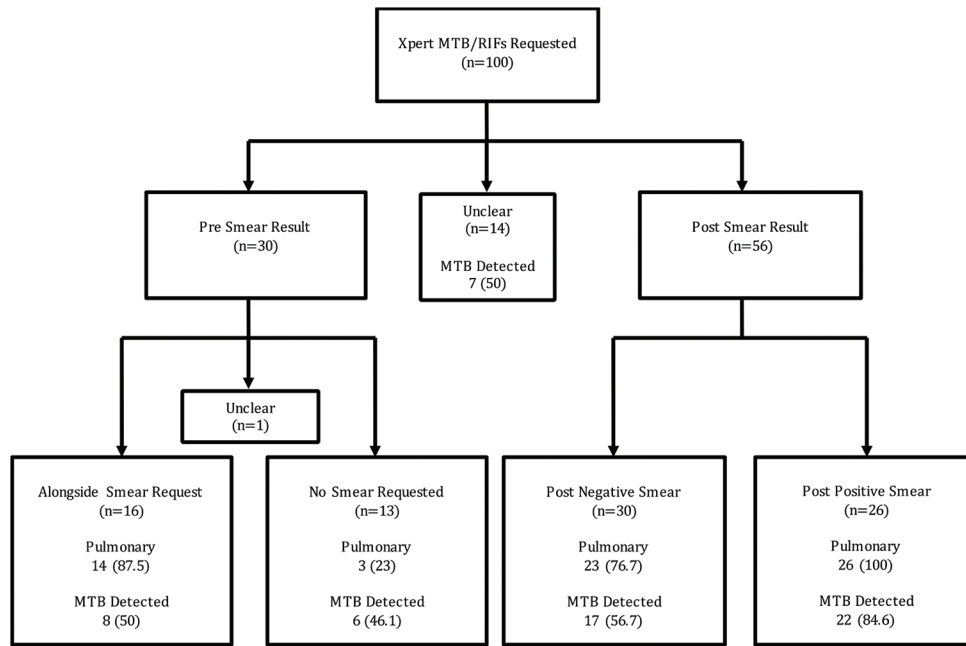 Xpert MTB/RIFs Requested
(n=100)
Pre Smear Result
(n=30)
Unclear
(n=14)
MTB Detected
7 (50)
Post Smear Result
(n=56)
Unclear
(n=1)
Alongside Smear Request
(n=16)
Pulmonary
14 (87.5)
MTB Detected
8 (50)
No Smear Requested
(n=13)
Pulmonary
3 (23)
MTB Detected
6 (46.1)
Post Negative Smear
(n=30)
Pulmonary
23 (76.7)
MTB Detected
17 (56.7)
Post Positive Smear
(n=26)
Pulmonary
26 (100)
MTB Detected
22 (84.6)